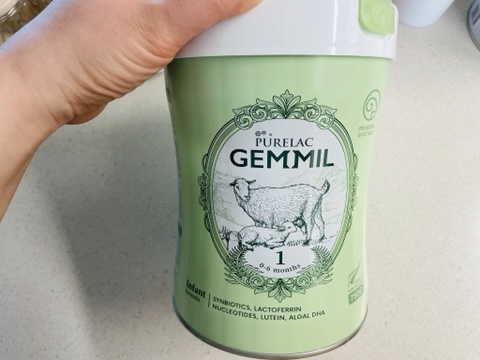 PURELAC
GEMMIL
1
0-6 months
Infant
SYNBIOTICS, LACTOFERRIN
NUCLEOTIDES, LUTEIN, ALGAL DHA